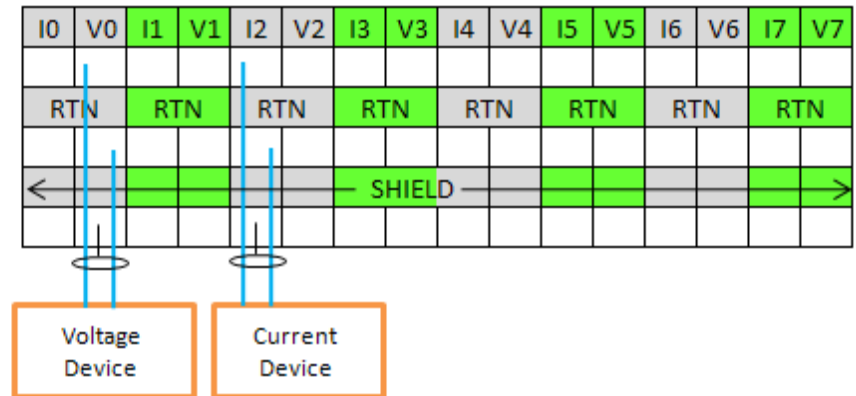 I0 V0 I1 V1 I2 V2 I3 V3 I4 V4 I5 V5 I6 V6 I7 V7
RTN RTN RTN RTN RTN RTN RTN RTN
SHIELD
Voltage
Device
Current
Device